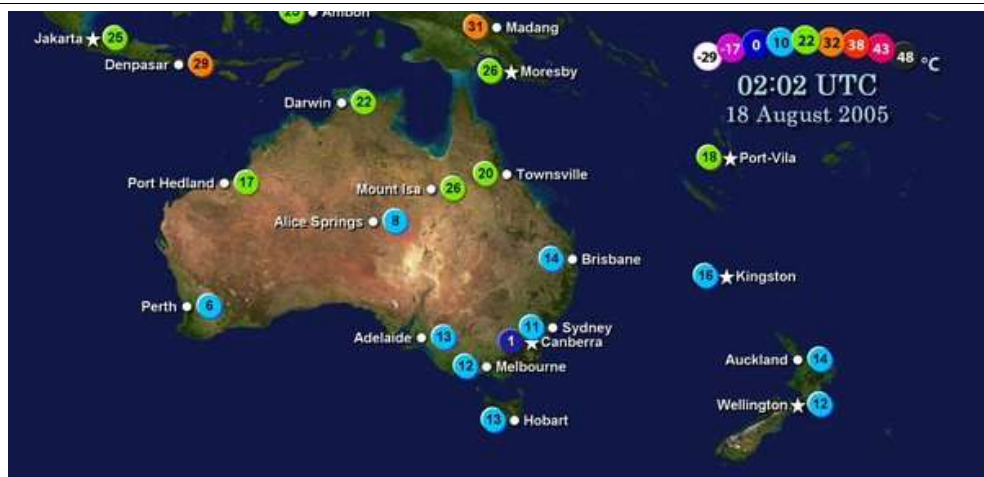 25 Ambon
31 Madang
Jakarta 25
-29 -17 0 10 22 32 38 43 48 °C
Denpasar 29
26 Moresby
02:02 UTC
18 August 2005
Darwin 22
18 Port-Vila
Port Hedland 17
20 Townsville
Mount Isa 26
Alice Springs 8
14 Brisbane
16 Kingston
Perth 6
11 Sydney
Adelaide 13
1 Canberra
12 Melbourne
Auckland 14
Wellington 12
13 Hobart